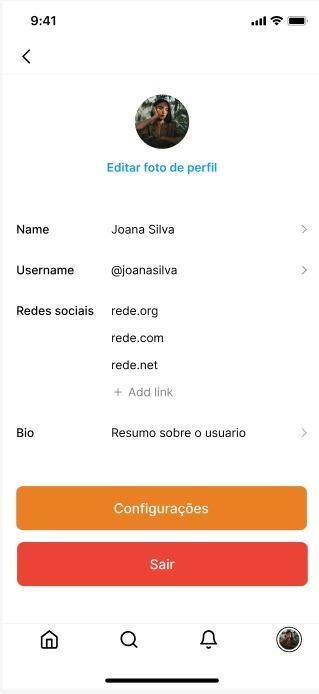 9:41
Editar foto de perfil
Name Joana Silva
Username @joanasilva
Redes sociais rede.org
rede.com
rede.net
+ Add link
Bio Resumo sobre o usuario
Configurações
Sair